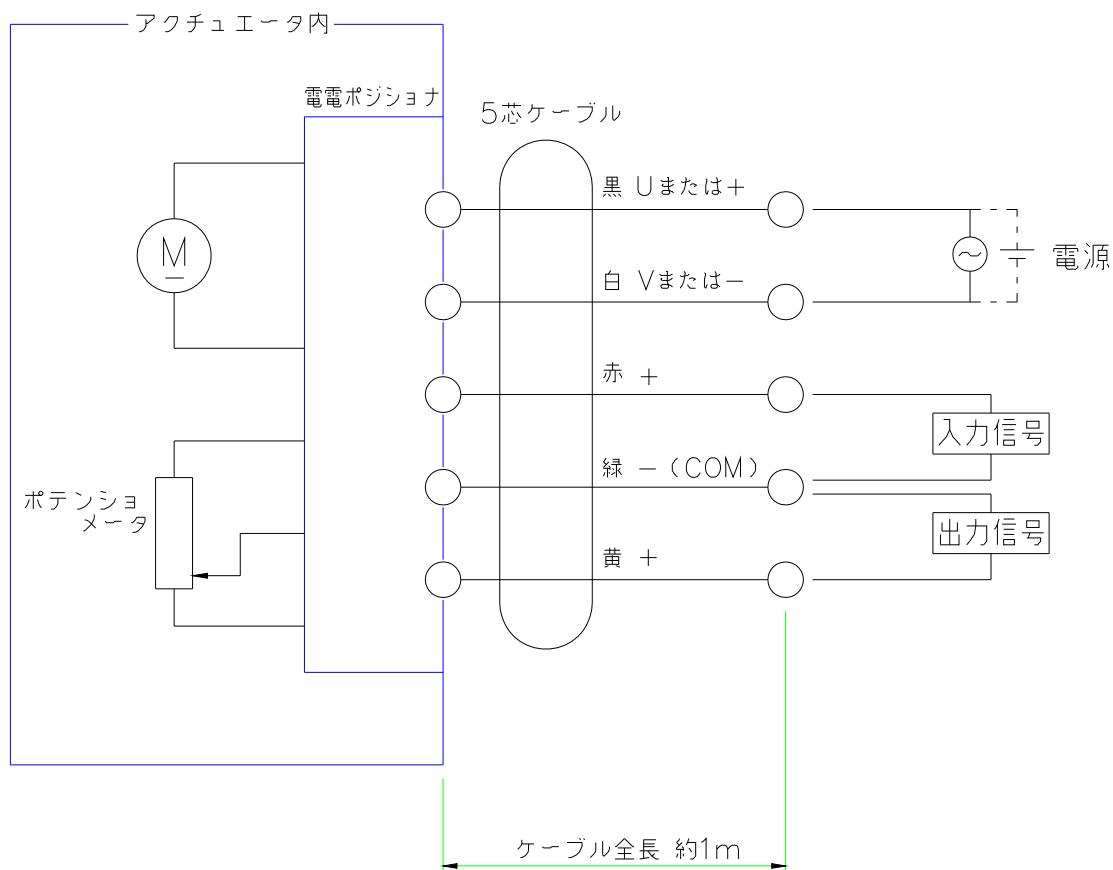 アクチュエータ内
電電ポジショナ
5芯ケーブル
黒 Uまたは+
M
電源
白 Vまたは−
赤 +
入力信号
緑 −(COM)
ポテンショ
メータ
出力信号
黄 +
ケーブル全長 約1m